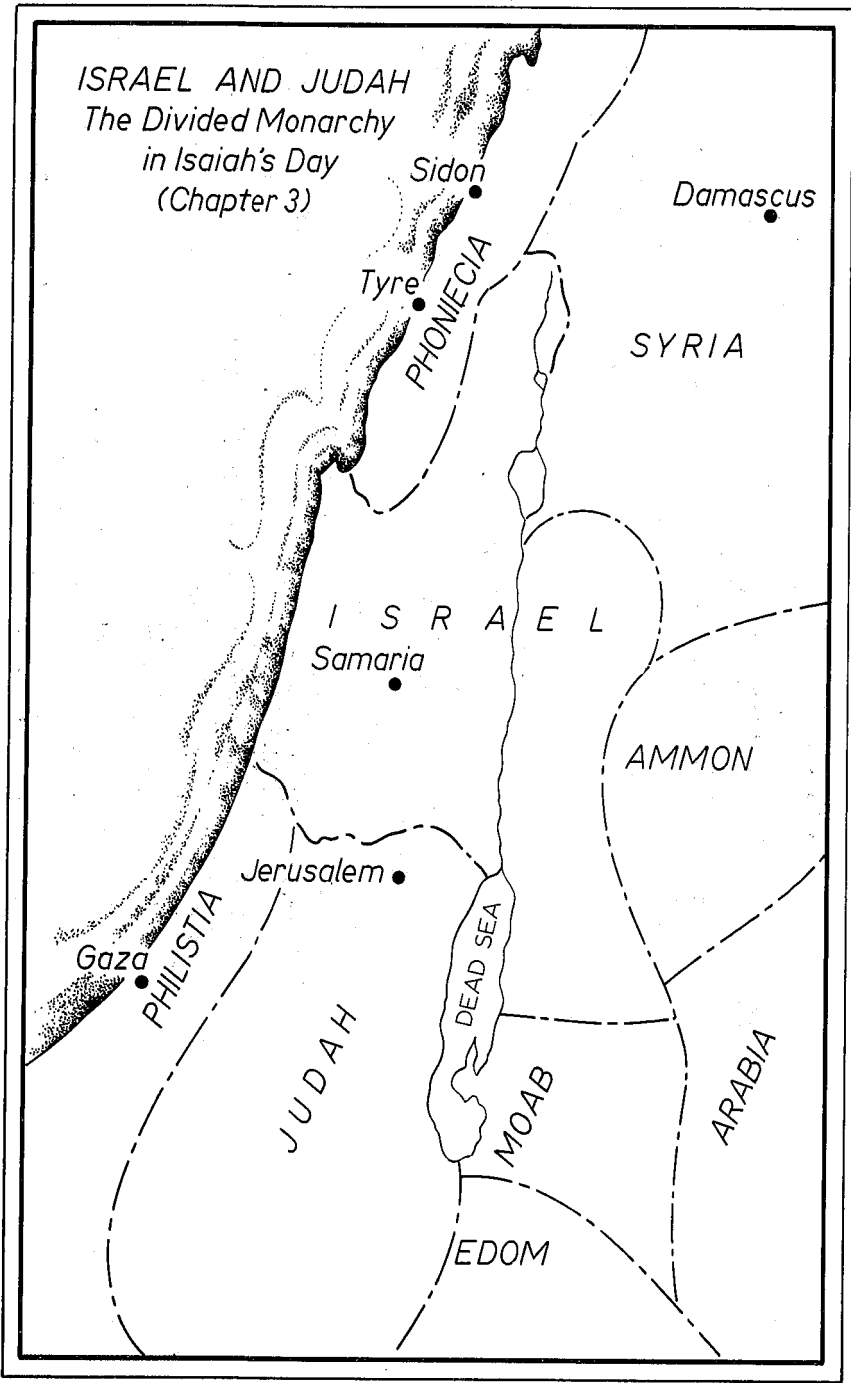 ISRAEL AND JUDAH
The Divided Monarchy
in Isaiah's Day
(Chapter 3)
Sidon
Damascus
Tyre
PHONIECIA
SYRIA
ISRAEL
Samaria
AMMON
Jerusalem
PHILISTIA
Gaza
DEAD SEA
JUDAH
MOAB
ARABIA
EDOM